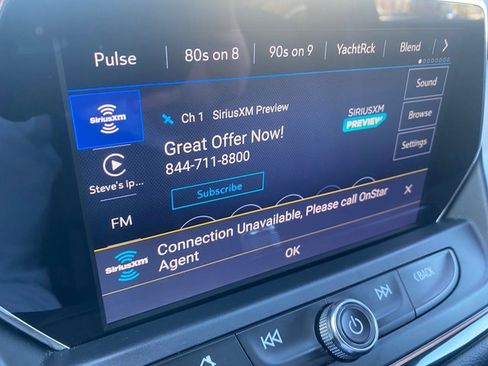 Pulse 80s on 8 90s on 9 YachtRck Blend
SiriusXM
Ch 1 SiriusXM Preview
Great Offer Now!
844-711-8800
Subscribe
SIRIUSXM
PREVIEW
Sound
Browse
Settings
Steve's ip...
FM
SiriusXM
Connection Unavailable, Please call OnStar
Agent
OK
BACK